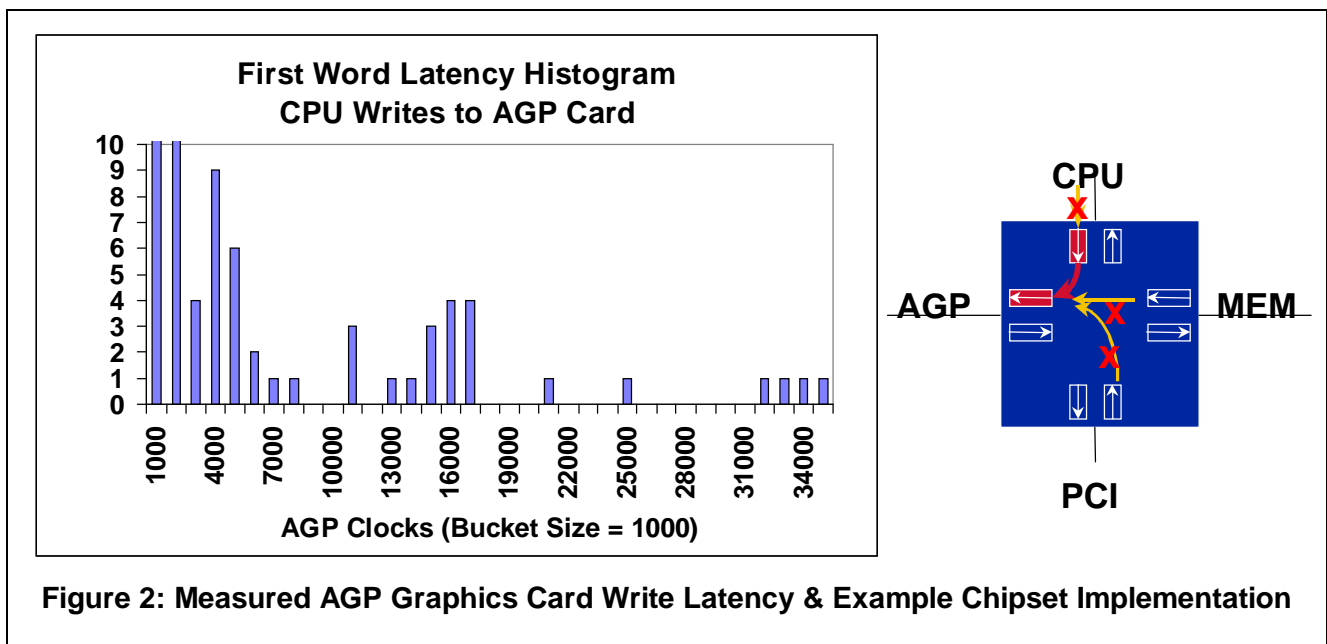 First Word Latency Histogram
CPU Writes to AGP Card
10
9
8
7
6
5
4
3
2
1
0
1000
4000
7000
10000
13000
16000
19000
22000
25000
28000
31000
34000
AGP Clocks (Bucket Size = 1000)
CPU
X
AGP
X
MEM
X
PCI
Figure 2: Measured AGP Graphics Card Write Latency & Example Chipset Implementation